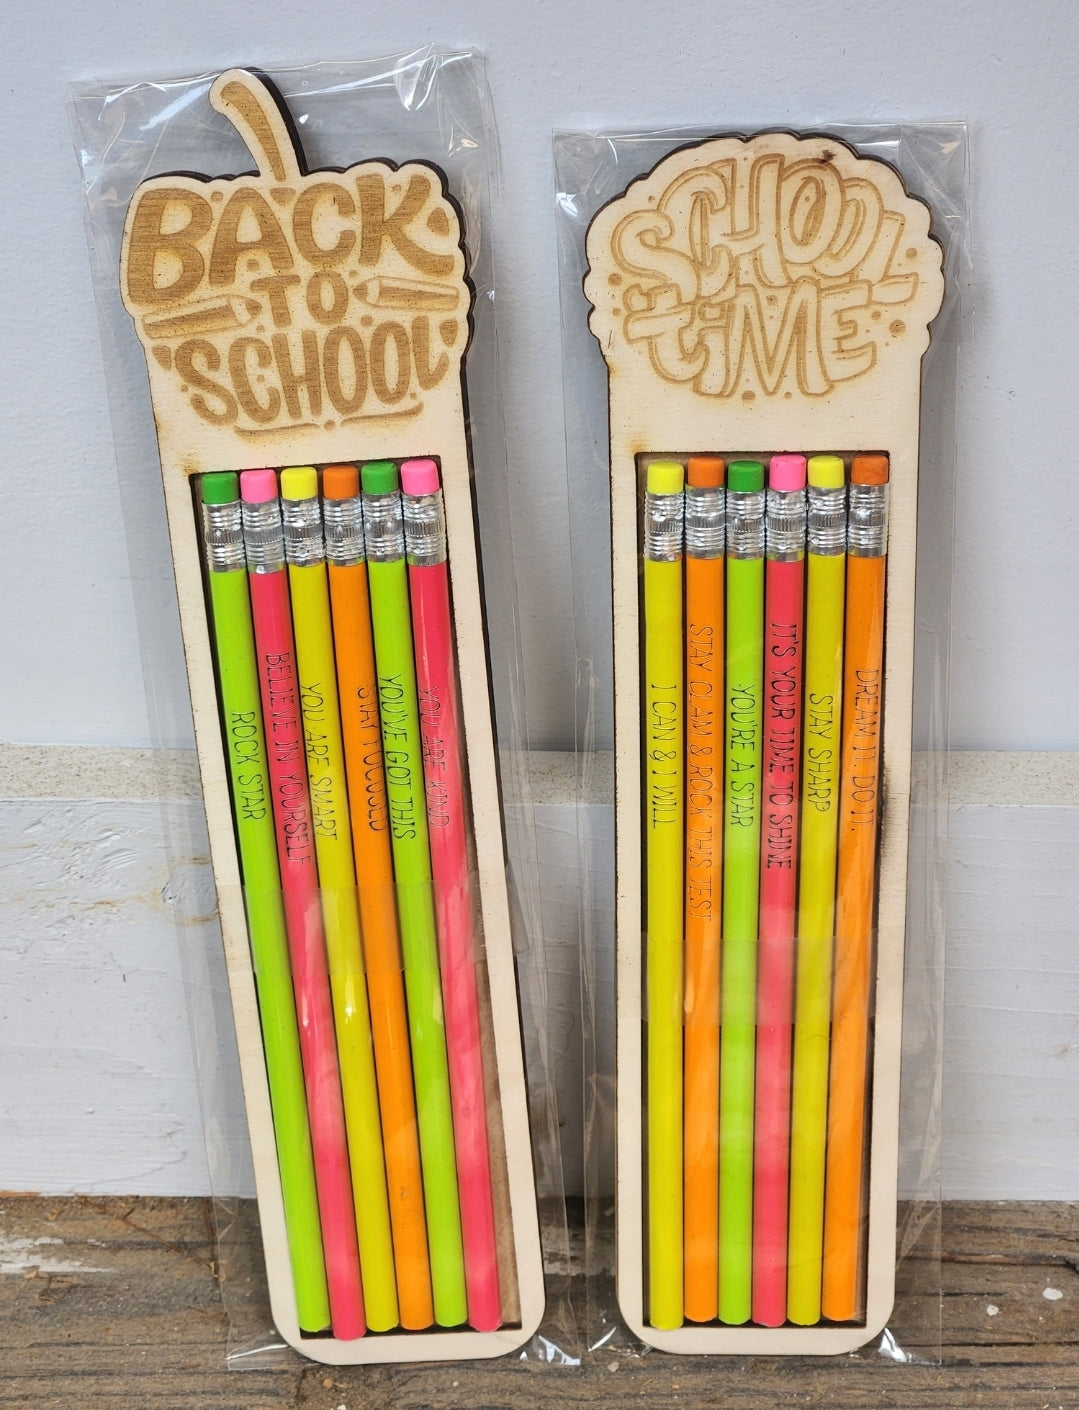 BACK
TO
SCHOOL
ROCK STAR
BELIEVE IN YOURSELF
YOU ARE SMART
STAY FOCUSED
YOU'VE GOT THIS
YOU ARE KIND
SCHOOL
TIME
I CAN & I WILL
STAY CLAM & ROCK THIS TEST
YOU'RE A STAR
IT'S YOUR TIME TO SHINE
STAY SHARP
DREAM IT. DO IT.